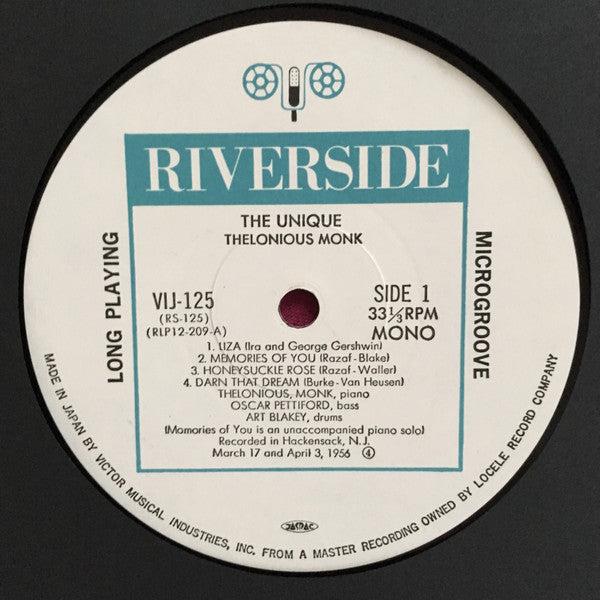 RIVERSIDE
THE UNIQUE
THELONIOUS MONK
LONG PLAYING
MICROGROOVE
VIJ-125
(RS-125)
(RLP12-209-A)
SIDE 1
33⅓RPM
MONO
1. LIZA (Ira and George Gershwin)
2. MEMORIES OF YOU (Razaf-Blake)
3. HONEYSUCKLE ROSE (Razaf-Waller)
4. DARN THAT DREAM (Burke-Van Heusen)
THELONIOUS, MONK, piano
OSCAR PETTIFORD, bass
ART BLAKEY, drums
(Memories of You is an unaccompanied piano solo)
Recorded in Hackensack, N.J.
March 17 and April 3, 1956 ④
JASRAC
MADE IN JAPAN BY VICTOR MUSICAL INDUSTRIES, INC. FROM A MASTER RECORDING OWNED BY LOCELE RECORD COMPANY